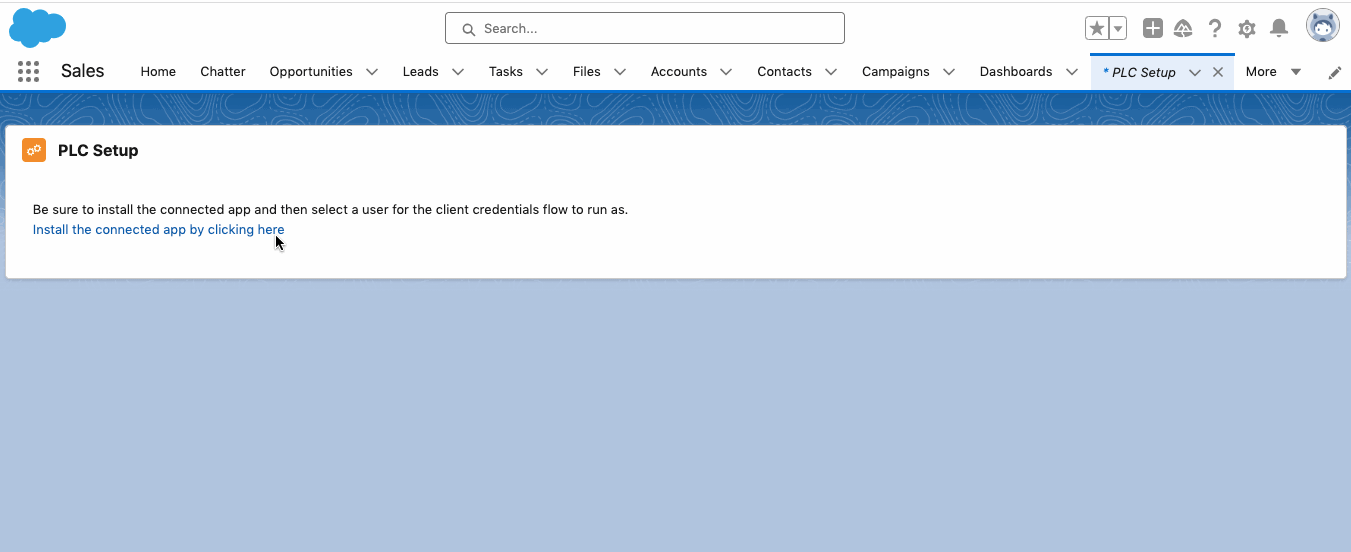 Search...
Sales Home Chatter Opportunities Leads Tasks Files Accounts Contacts Campaigns Dashboards * PLC Setup More
PLC Setup
Be sure to install the connected app and then select a user for the client credentials flow to run as.
Install the connected app by clicking here